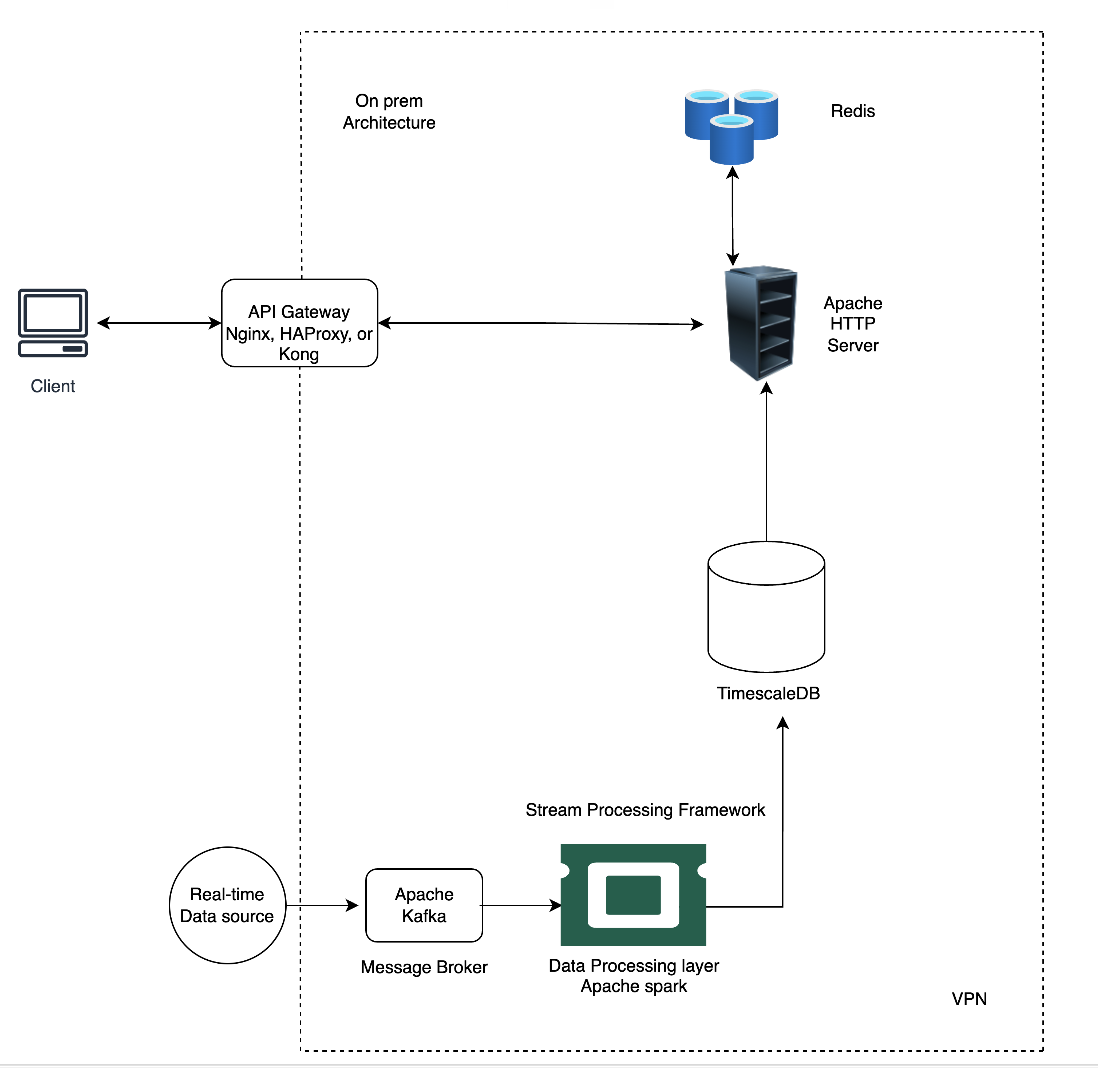 On prem
Architecture
Redis
API Gateway
Nginx, HAProxy, or
Kong
Apache
HTTP
Server
Client
TimescaleDB
Stream Processing Framework
Real-time
Data source
Apache
Kafka
Message Broker
Data Processing layer
Apache spark
VPN